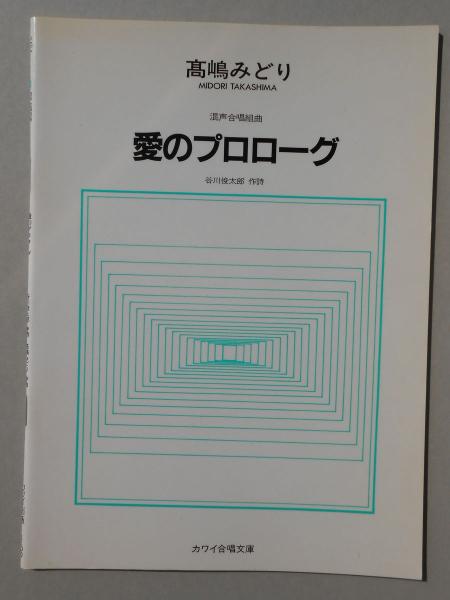 髙嶋みどり
MIDORI TAKASHIMA
混声合唱組曲
愛のプロローグ
谷川俊太郎 作詩
カワイ合唱文庫